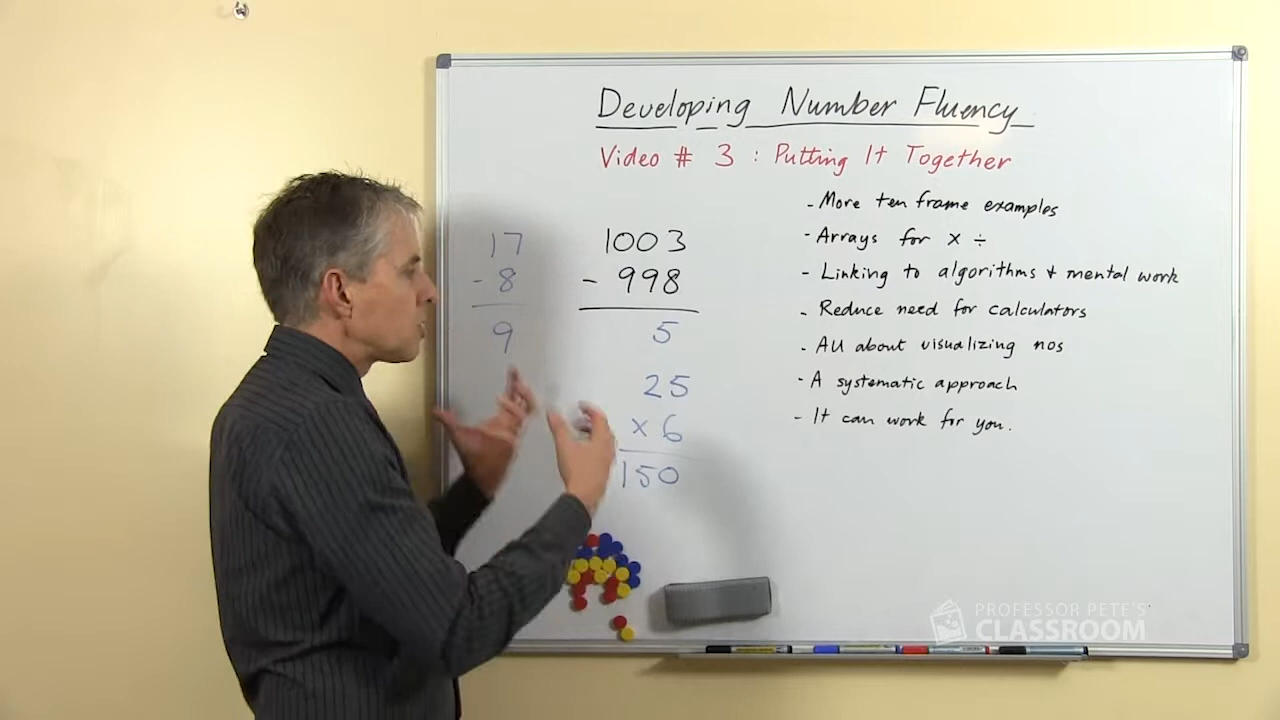 Developing Number Fluency
Video # 3 : Putting It Together
17
- 8
9
1003
- 998
5
25
x 6
150
- More ten frame examples
- Arrays for x ÷
- Linking to algorithms + mental work
- Reduce need for calculators
- All about visualizing nos
- A systematic approach
- It can work for you.
PROFESSOR PETE'S
CLASSROOM